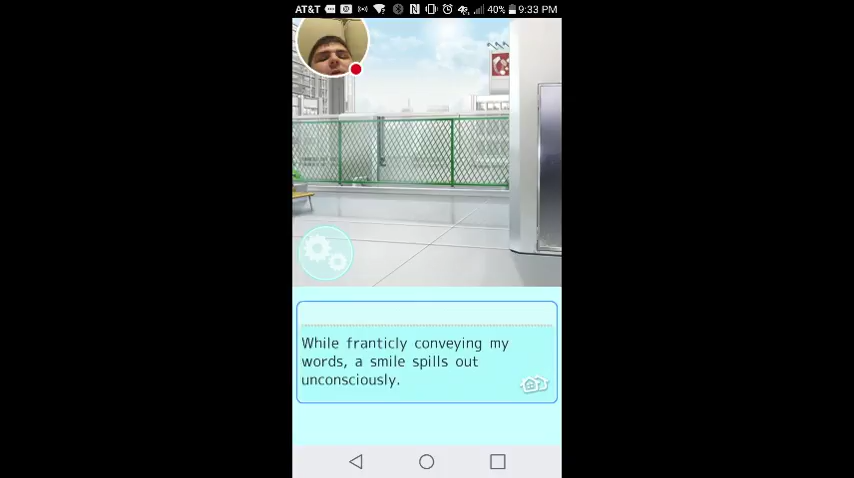 AT&T 40% 9:33 PM
While franticly conveying my
words, a smile spills out
unconsciously.